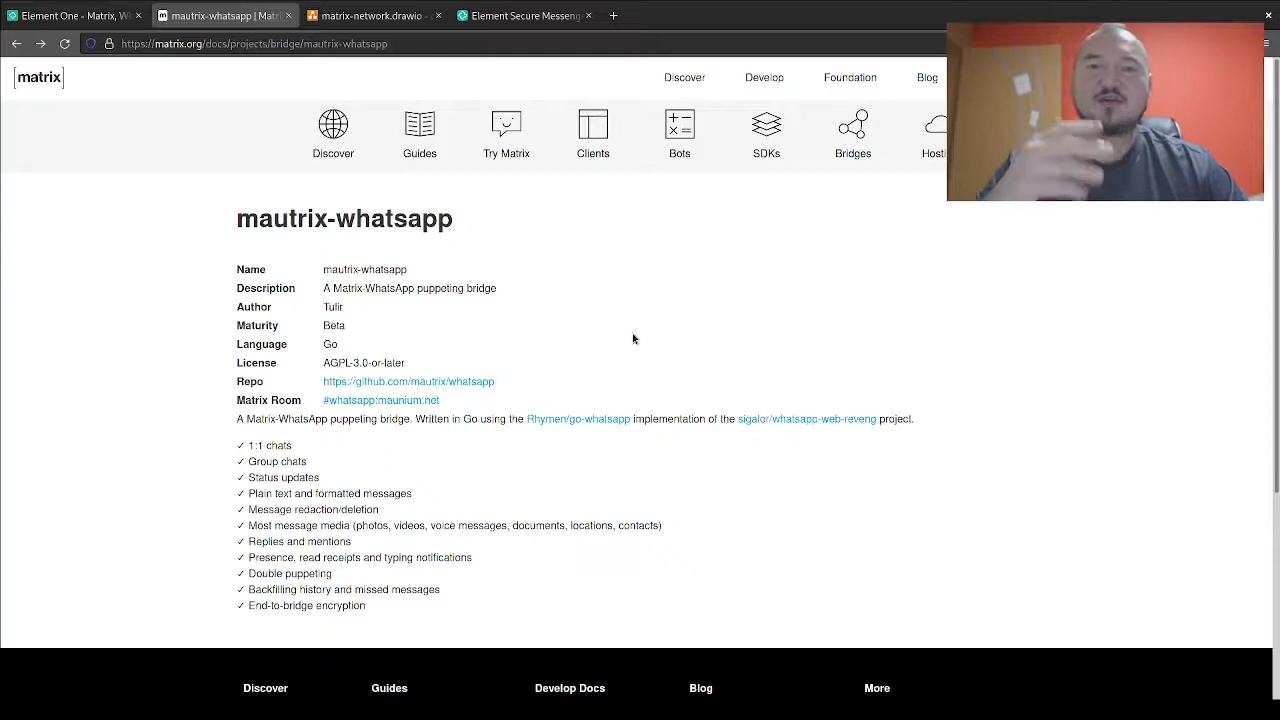 Element One - Matrix, W
mautrix-whatsapp | Matri
matrix-network.drawio -
Element Secure Messeng
https://matrix.org/docs/projects/bridge/mautrix-whatsapp
[matrix]
Discover Develop Foundation Blog
Discover Guides Try Matrix Clients Bots SDKs Bridges Hosti
mautrix-whatsapp
Name mautrix-whatsapp
Description A Matrix-WhatsApp puppeting bridge
Author Tulir
Maturity Beta
Language Go
License AGPL-3.0-or-later
Repo https://github.com/mautrix/whatsapp
Matrix Room #whatsapp:maunium.net
A Matrix-WhatsApp puppeting bridge. Written in Go using the Rhymen/go-whatsapp implementation of the sigalor/whatsapp-web-reveng project.
✓ 1:1 chats
✓ Group chats
✓ Status updates
✓ Plain text and formatted messages
✓ Message redaction/deletion
✓ Most message media (photos, videos, voice messages, documents, locations, contacts)
✓ Replies and mentions
✓ Presence, read receipts and typing notifications
✓ Double puppeting
✓ Backfilling history and missed messages
✓ End-to-bridge encryption
Discover Guides Develop Docs Blog More